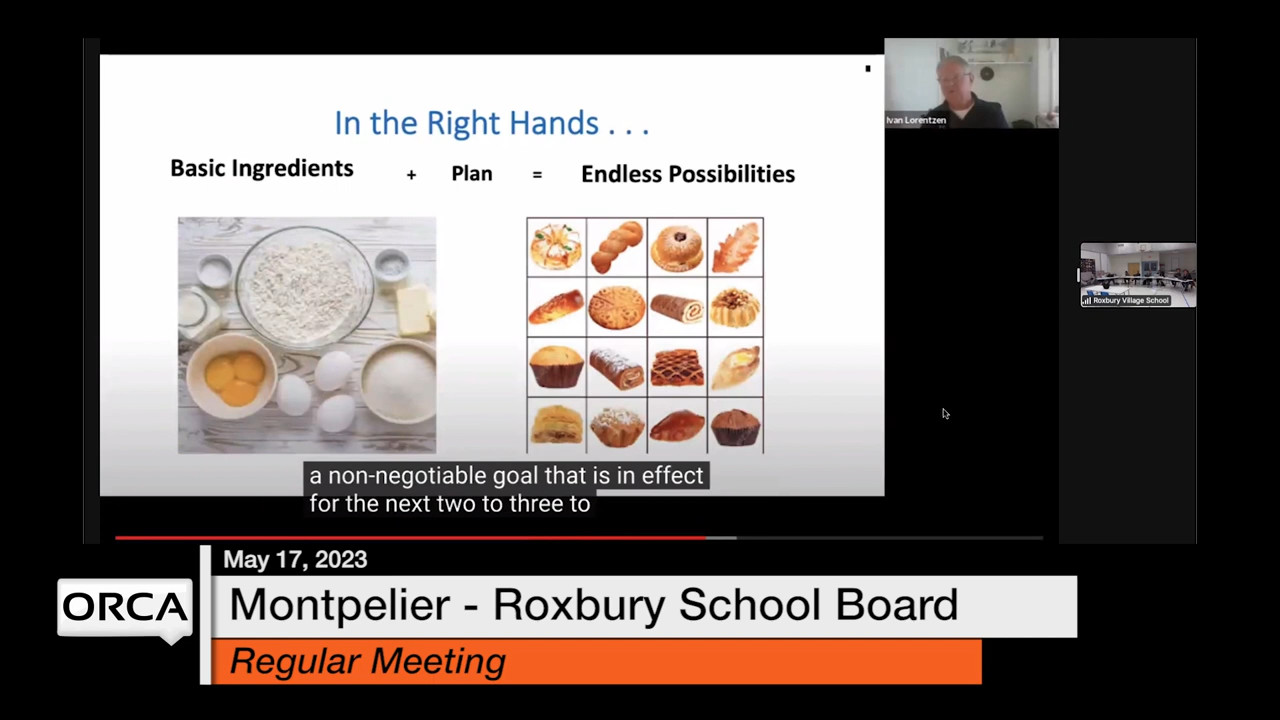 In the Right Hands . . .
Basic Ingredients + Plan = Endless Possibilities
Ivan Lorentzen
Roxbury Village School
a non-negotiable goal that is in effect
for the next two to three to
May 17, 2023
ORCA
Montpelier - Roxbury School Board
Regular Meeting